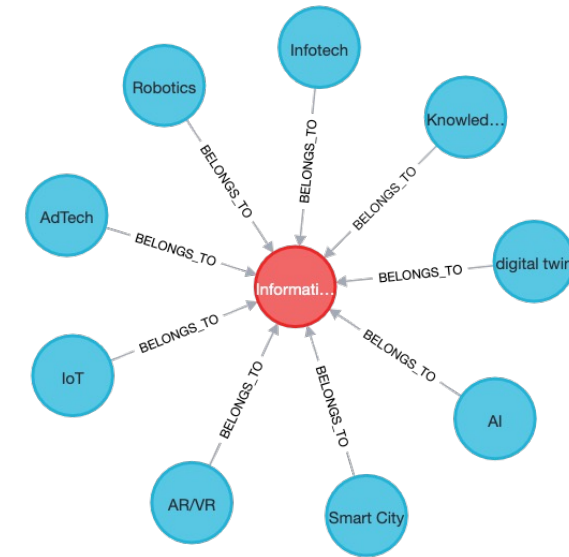 Infotech
Robotics
Knowled…
BELONGS_TO
BELONGS_TO
BELONGS_TO
AdTech
BELONGS_TO
digital twin
BELONGS_TO
Informati…
BELONGS_TO
BELONGS_TO
IoT
BELONGS_TO
BELONGS_TO
AI
AR/VR
Smart City